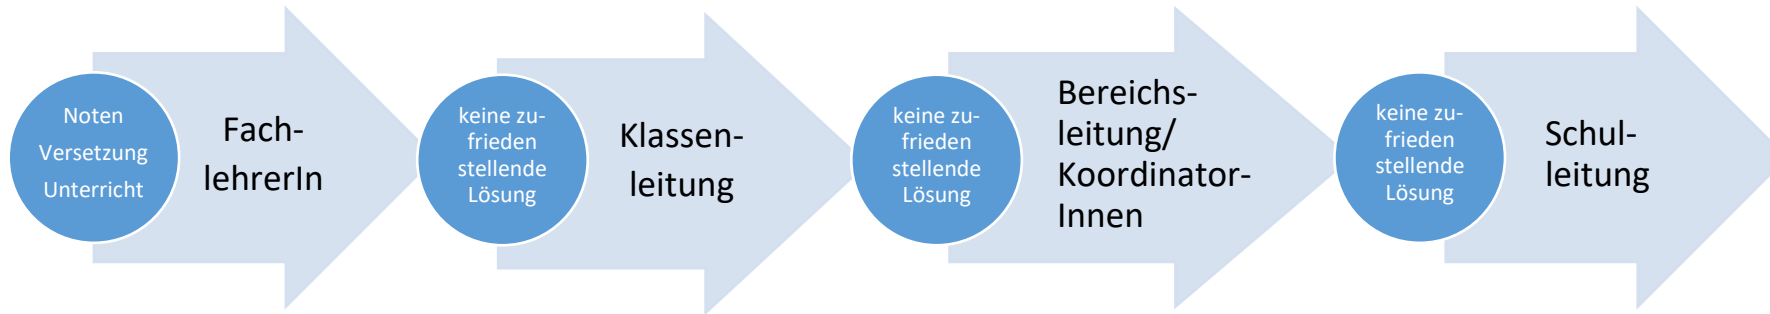 Noten
Versetzung
Unterricht
Fach-
lehrerIn
keine zu-
frieden
stellende
Lösung
Klassen-
leitung
keine zu-
frieden
stellende
Lösung
Bereichs-
leitung/
Koordinator-
Innen
keine zu-
frieden
stellende
Lösung
Schul-
leitung